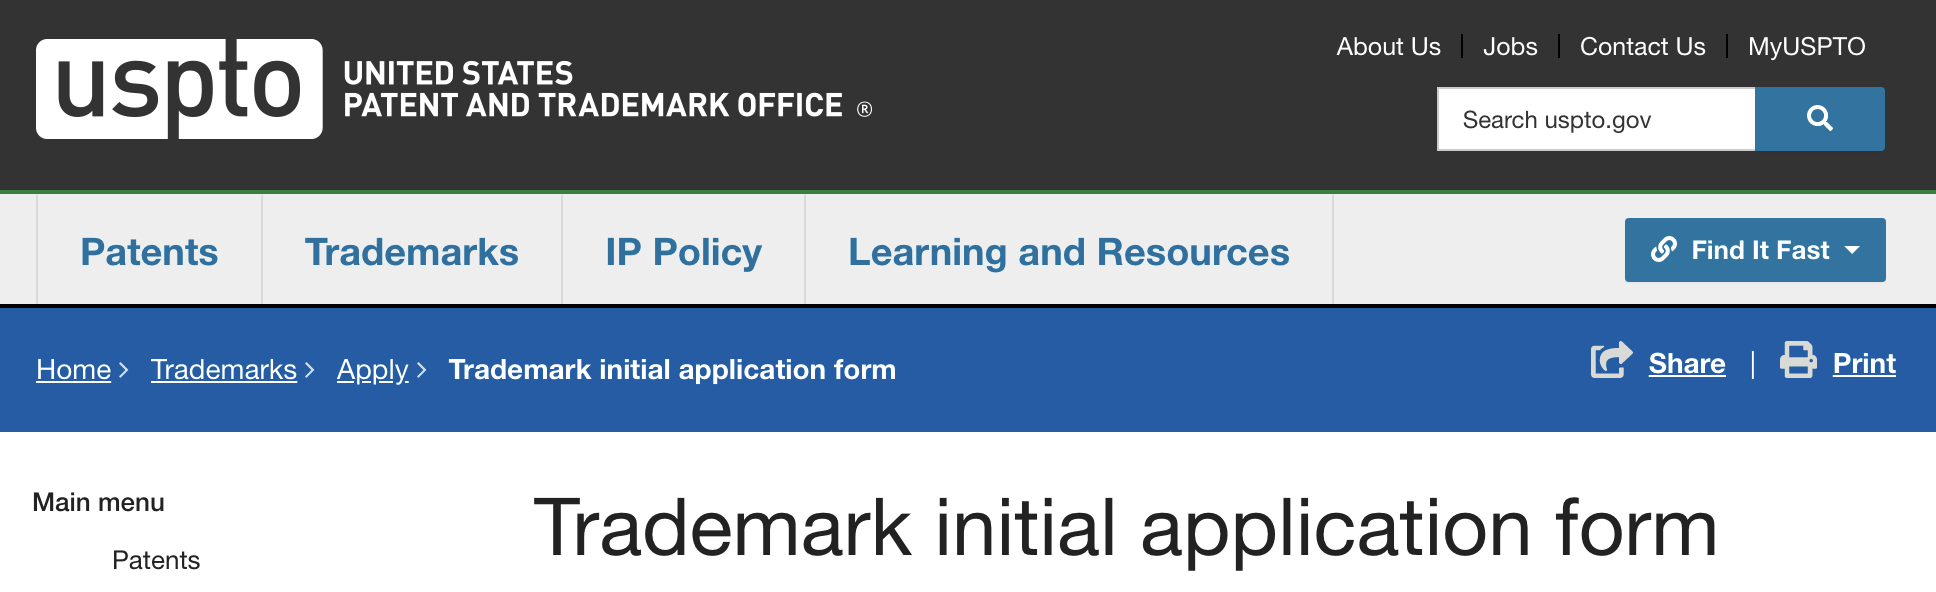 uspto
UNITED STATES
PATENT AND TRADEMARK OFFICE ®
About Us | Jobs | Contact Us | MyUSPTO
Search uspto.gov
Patents
Trademarks
IP Policy
Learning and Resources
Find It Fast
Home > Trademarks > Apply > Trademark initial application form
Share | Print
Main menu
Patents
Trademark initial application form